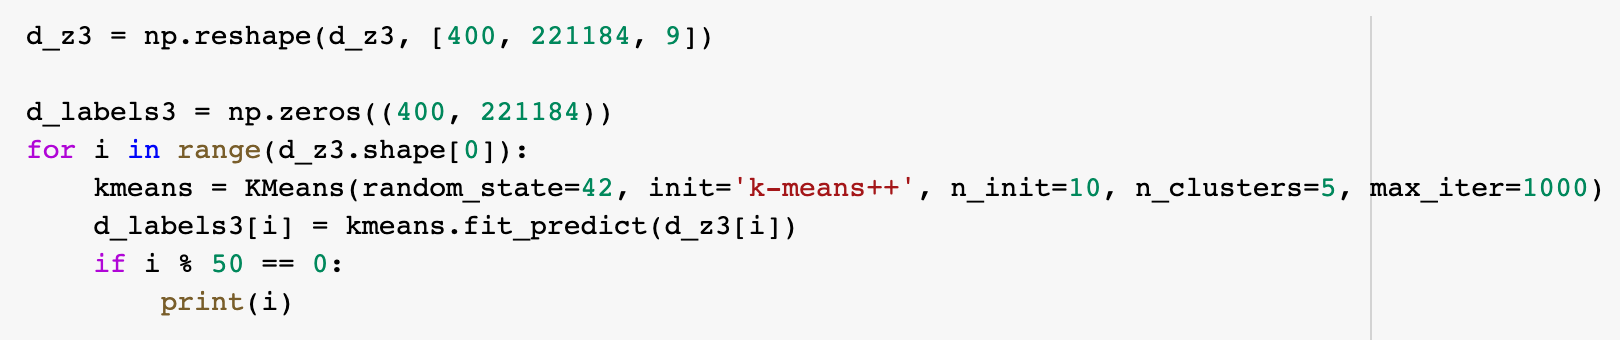 d_z3 = np.reshape(d_z3, [400, 221184, 9])
d_labels3 = np.zeros((400, 221184))
for i in range(d_z3.shape[0]):
    kmeans = KMeans(random_state=42, init='k-means++', n_init=10, n_clusters=5, max_iter=1000)
    d_labels3[i] = kmeans.fit_predict(d_z3[i])
    if i % 50 == 0:
        print(i)